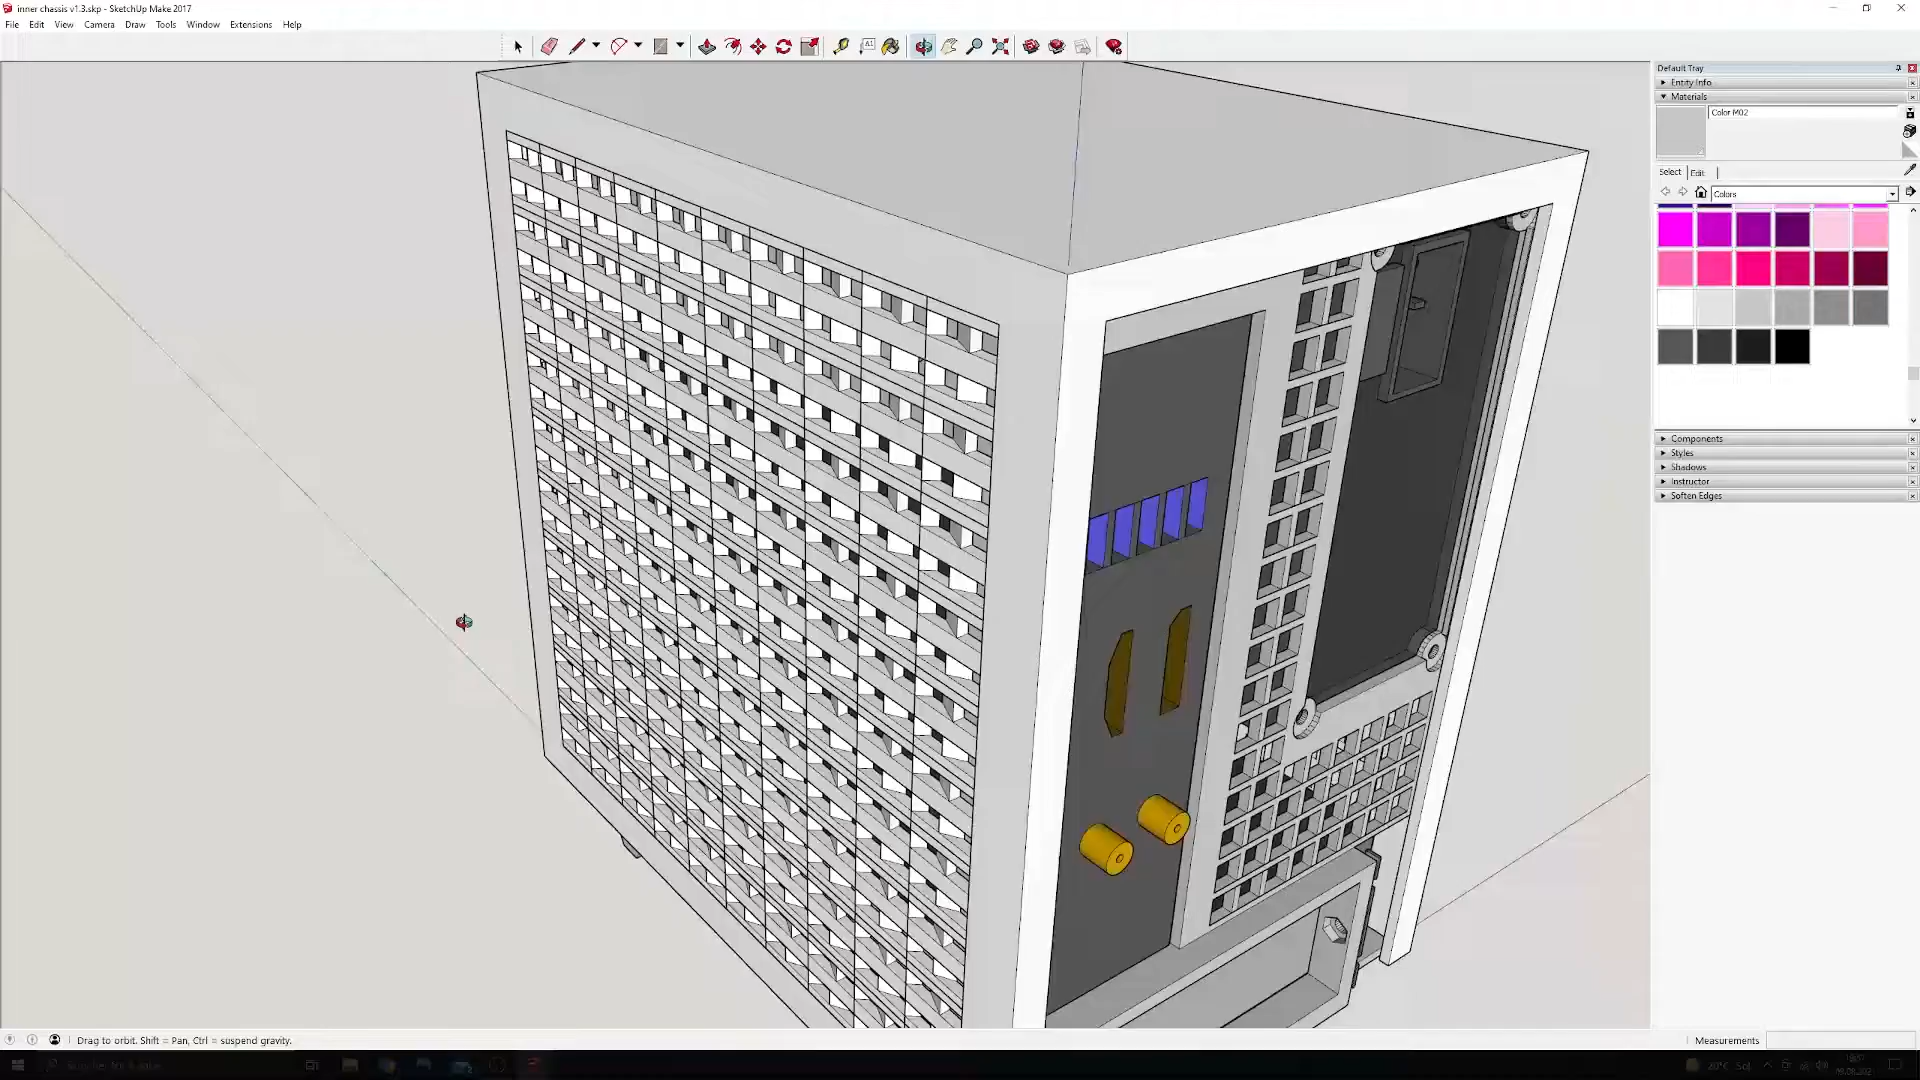 inner chassis v1.3.skp - SketchUp Make 2017
File Edit View Camera Draw Tools Window Extensions Help
A1
Default Tray
Entity Info
Materials
Color M02
Select Edit
Colors
Components
Styles
Shadows
Instructor
Soften Edges
Drag to orbit. Shift = Pan, Ctrl = suspend gravity.
Measurements
20°C